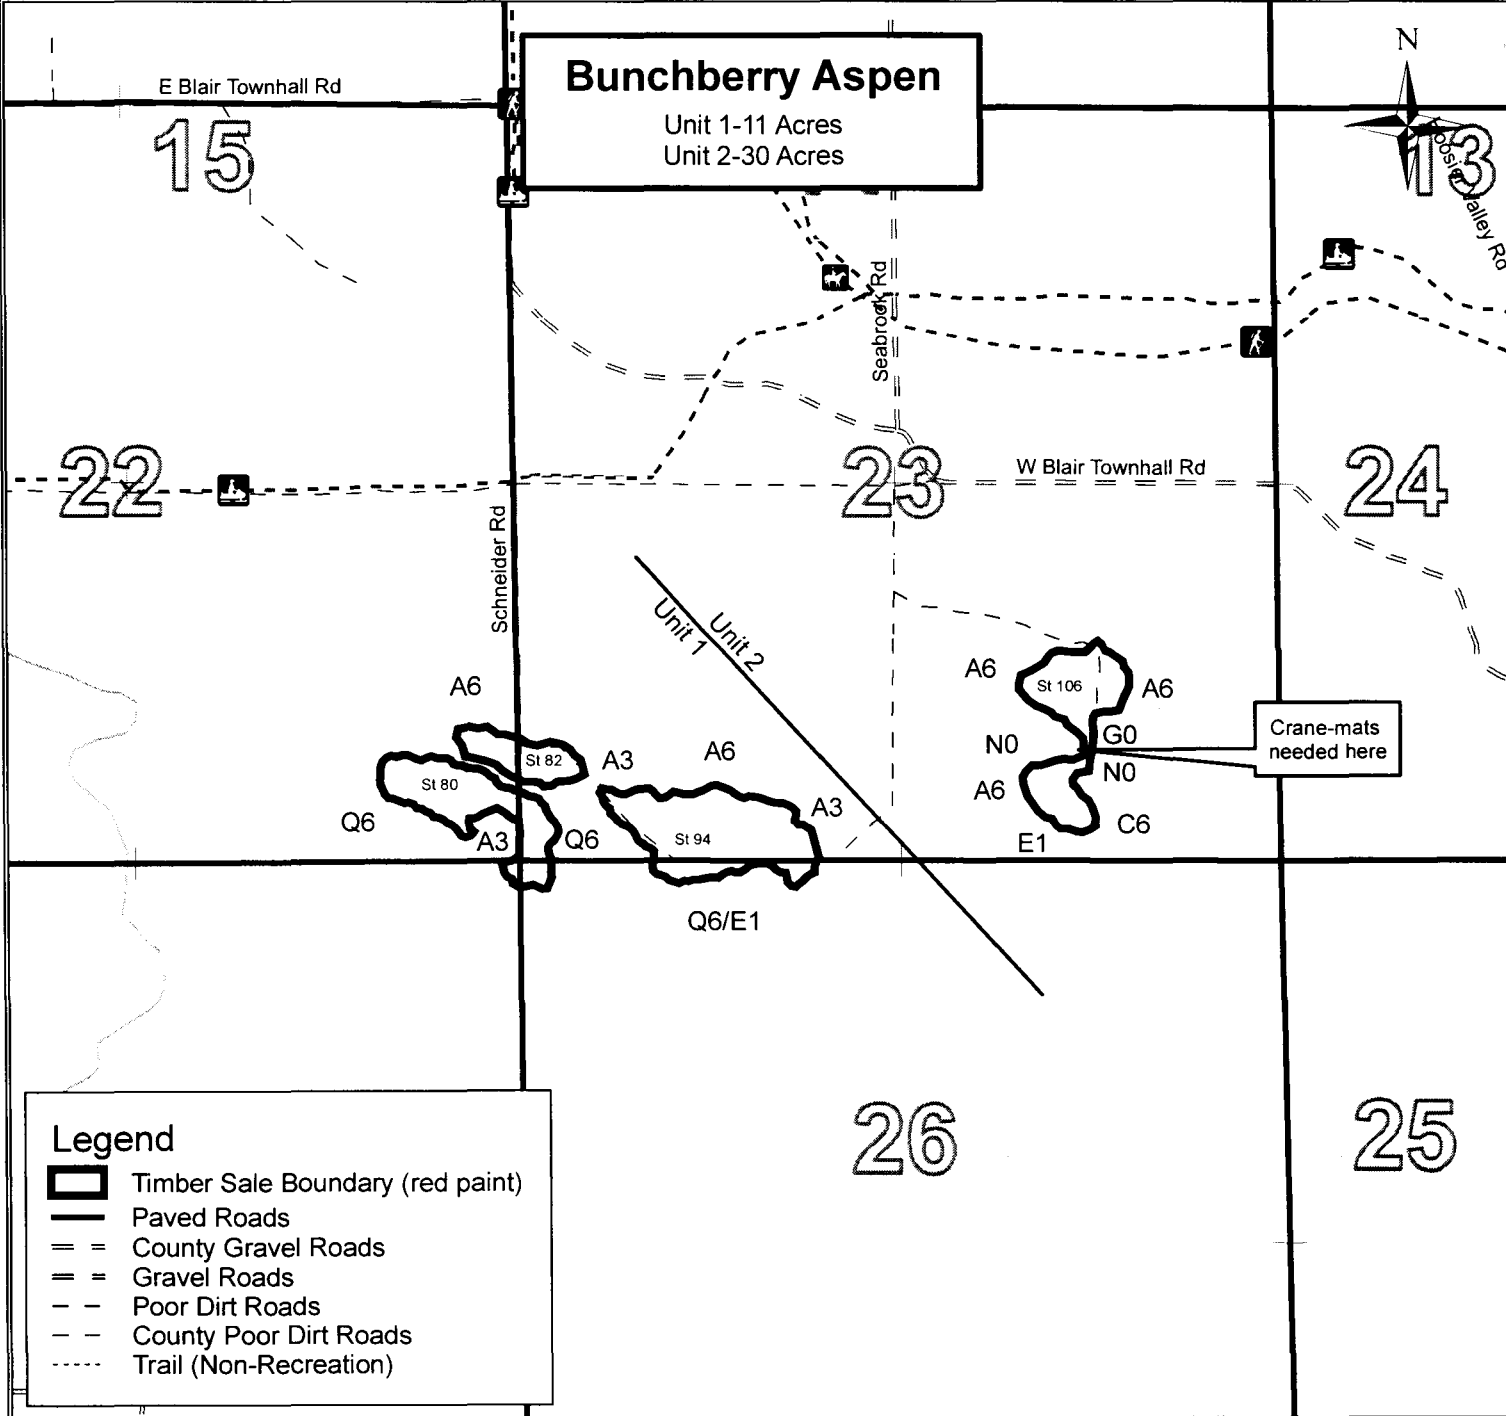 Bunchberry Aspen
Unit 1-11 Acres
Unit 2-30 Acres
N
E Blair Townhall Rd
15
13
Hoosier Valley Rd
Seabrook Rd
22
23
W Blair Townhall Rd
24
Schneider Rd
Unit 1
Unit 2
A6
St 106
A6
A6
G0
N0
Crane-mats
needed here
N0
A6
C6
E1
St 82
A3
A6
St 80
A3
Q6
A3
Q6
St 94
Q6/E1
26
25
Legend
Timber Sale Boundary (red paint)
Paved Roads
County Gravel Roads
Gravel Roads
Poor Dirt Roads
County Poor Dirt Roads
Trail (Non-Recreation)